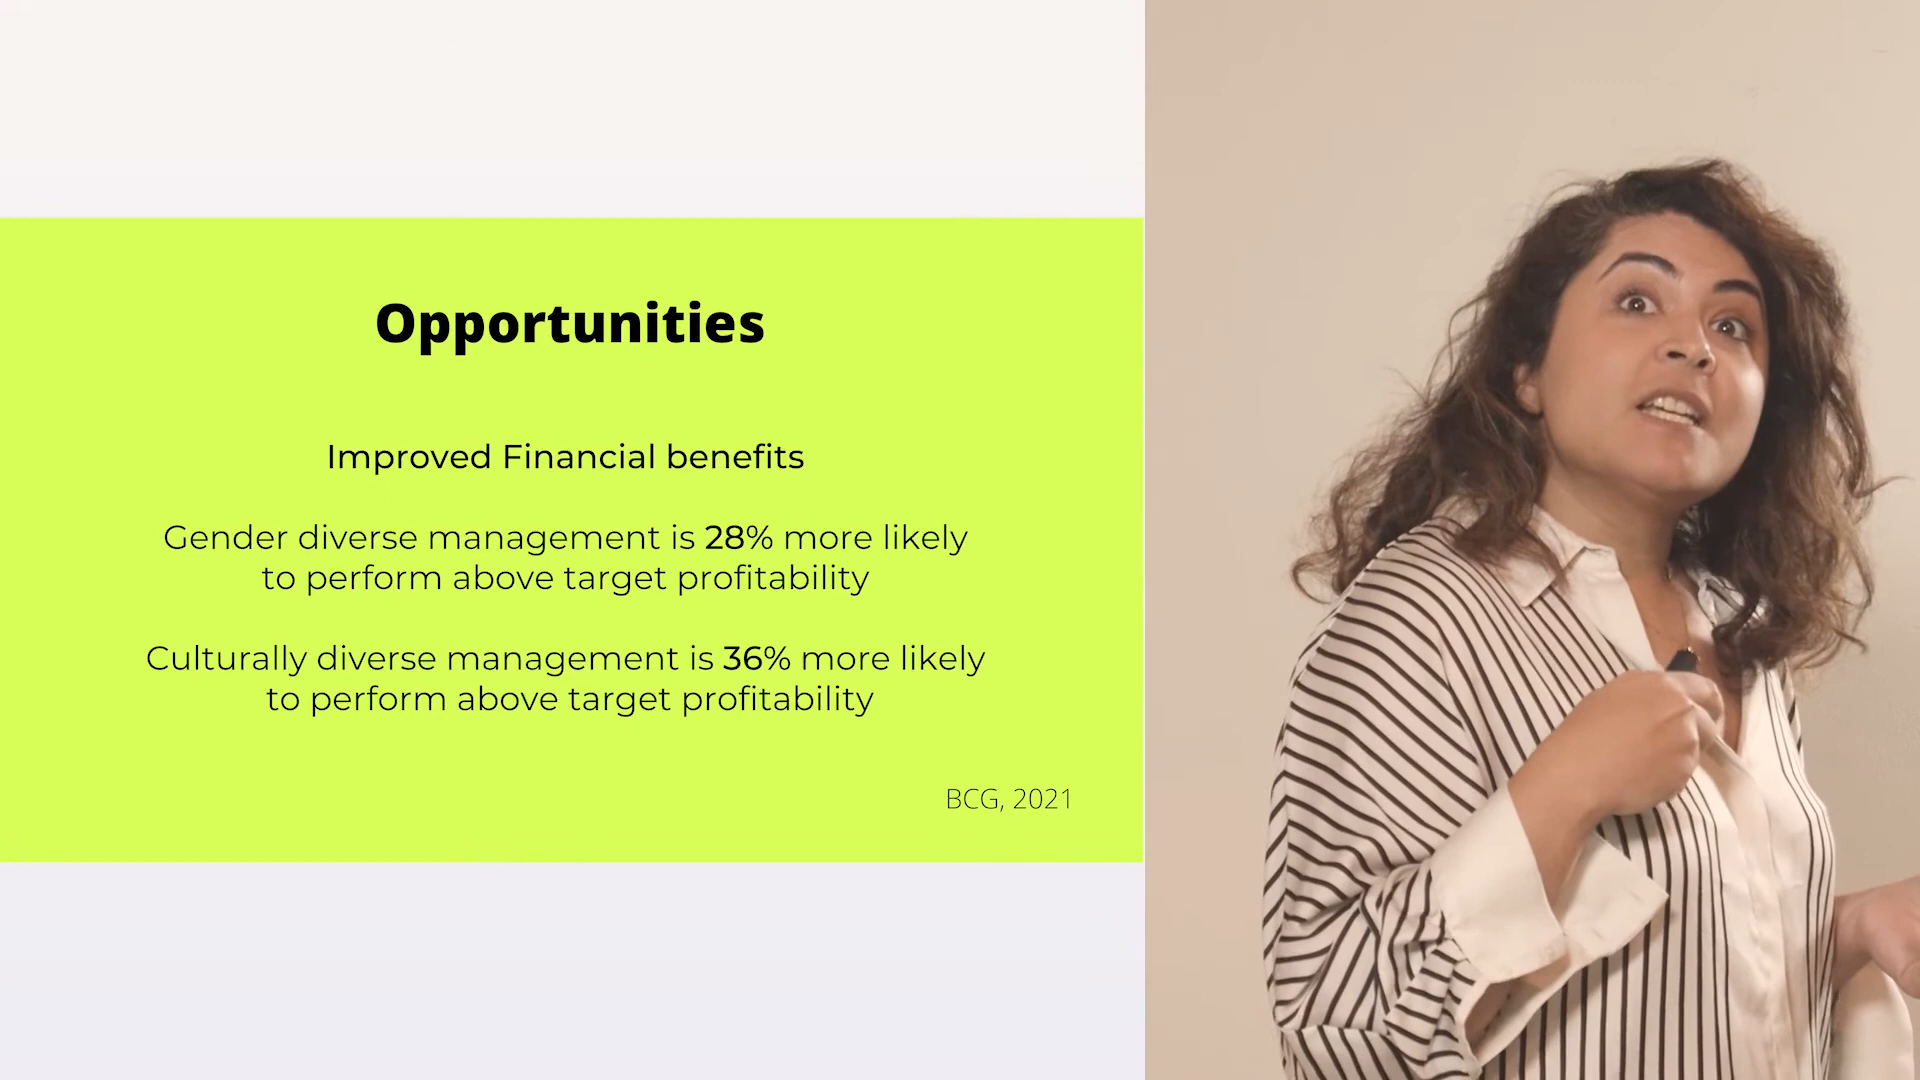 Opportunities
Improved Financial benefits
Gender diverse management is 28% more likely
to perform above target profitability
Culturally diverse management is 36% more likely
to perform above target profitability
BCG, 2021